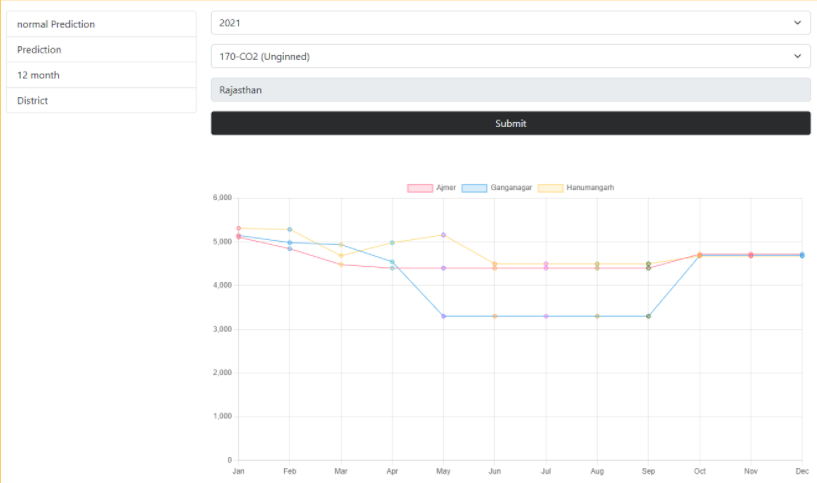 normal Prediction
Prediction
12 month
District
2021
170-CO2 (Unginned)
Rajasthan
Submit
Ajmer Ganganagar Hanumangarh
6,000
5,000
4,000
3,000
2,000
1,000
0
Jan Feb Mar Apr May Jun Jul Aug Sep Oct Nov Dec